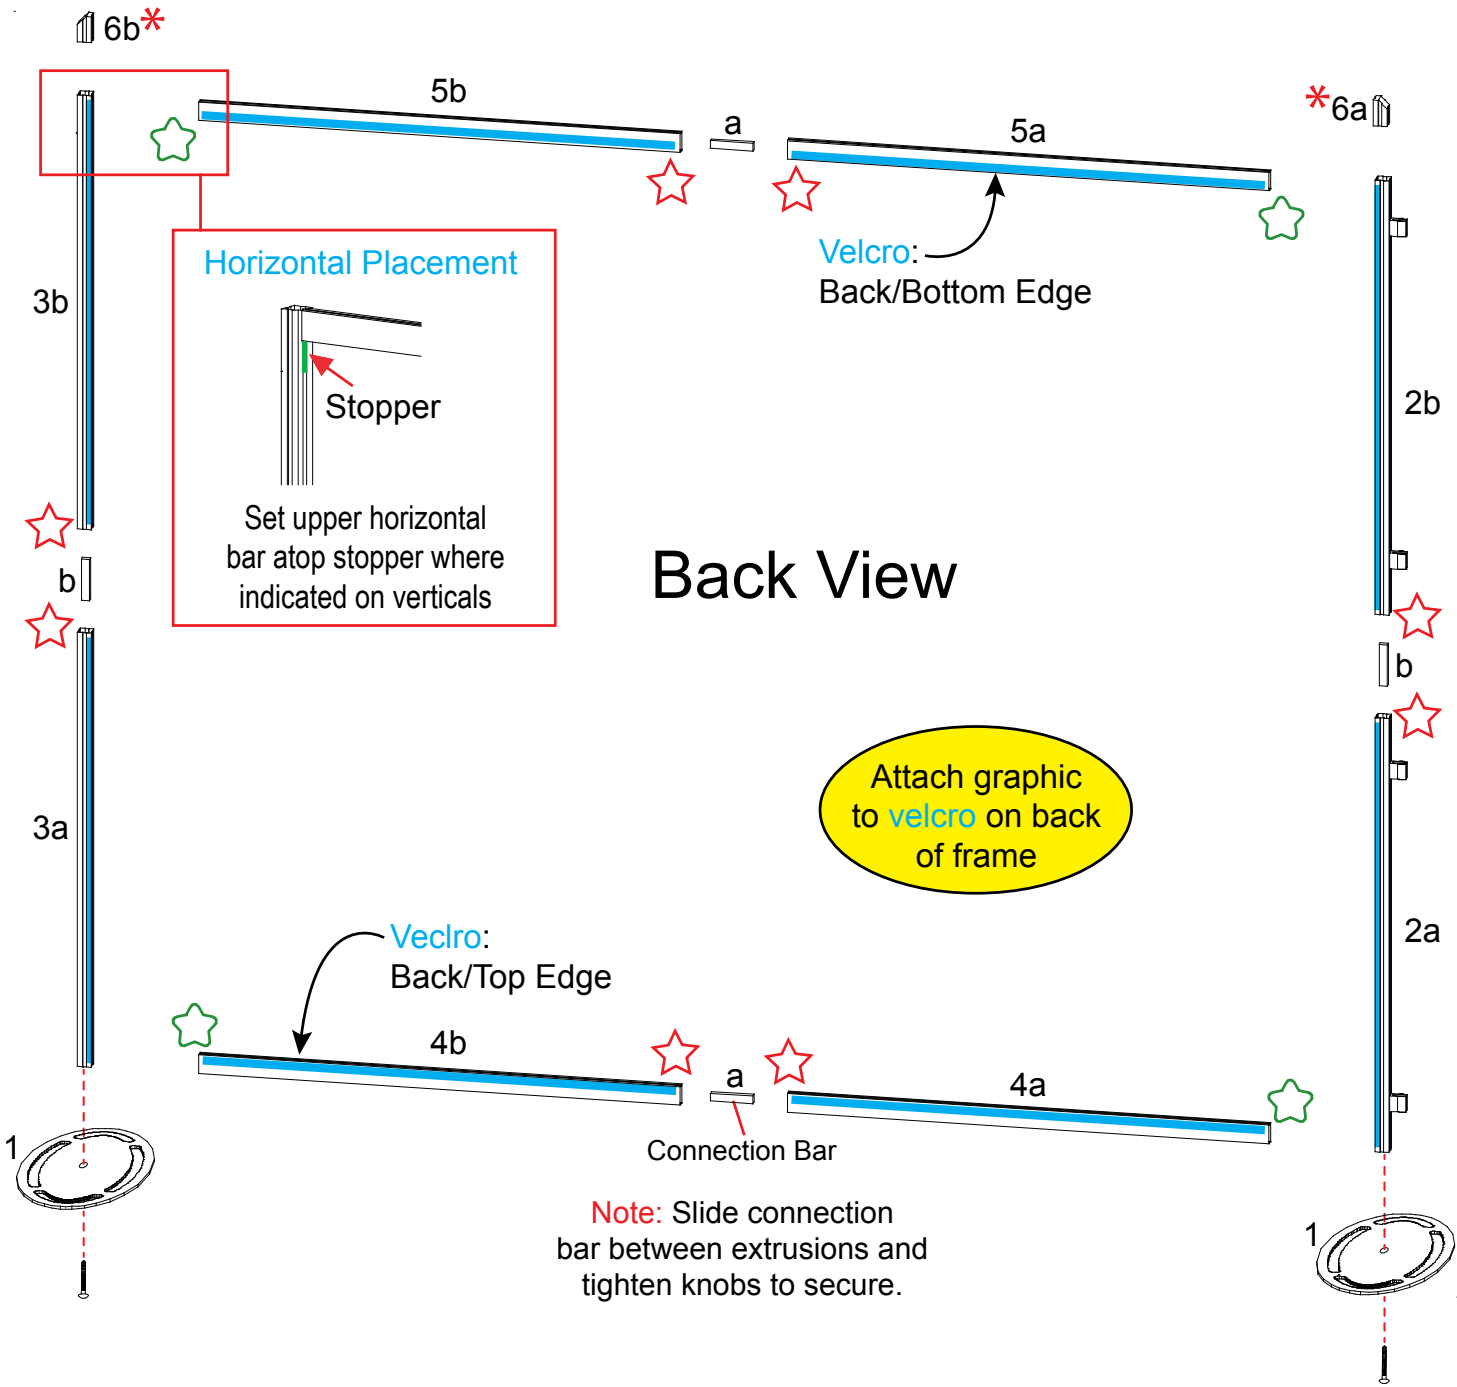 6b*
5b
a
5a
*6a
Horizontal Placement
Velcro:
Back/Bottom Edge
3b
Stopper
2b
Set upper horizontal
bar atop stopper where
indicated on verticals
Back View
b
b
Attach graphic
to velcro on back
of frame
3a
2a
Veclro:
Back/Top Edge
4b
a
4a
Connection Bar
1
Note: Slide connection
bar between extrusions and
tighten knobs to secure.
1